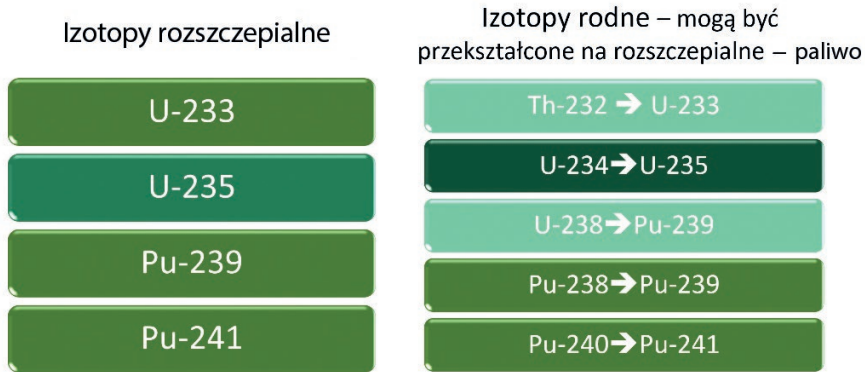 Izotopy rozszczepialne
U-233
U-235
Pu-239
Pu-241
Izotopy rodne – mogą być
przekształcone na rozszczepialne – paliwo
Th-232 ➔ U-233
U-234➔U-235
U-238➔Pu-239
Pu-238➔Pu-239
Pu-240➔Pu-241